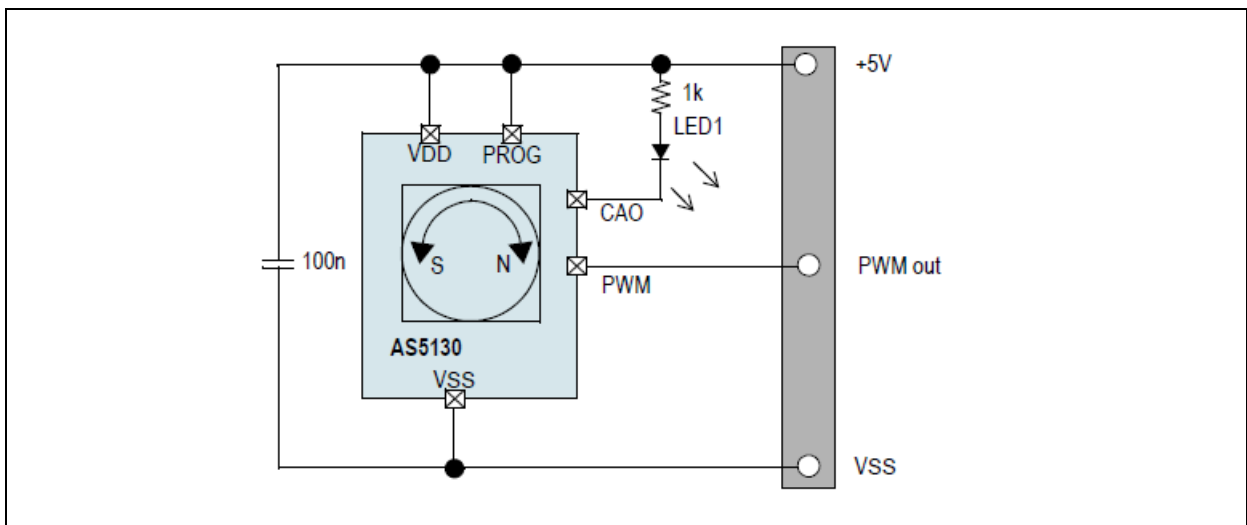 +5V
1k
LED1
VDD PROG
CAO
100n
S N
PWM out
PWM
AS5130
VSS
VSS